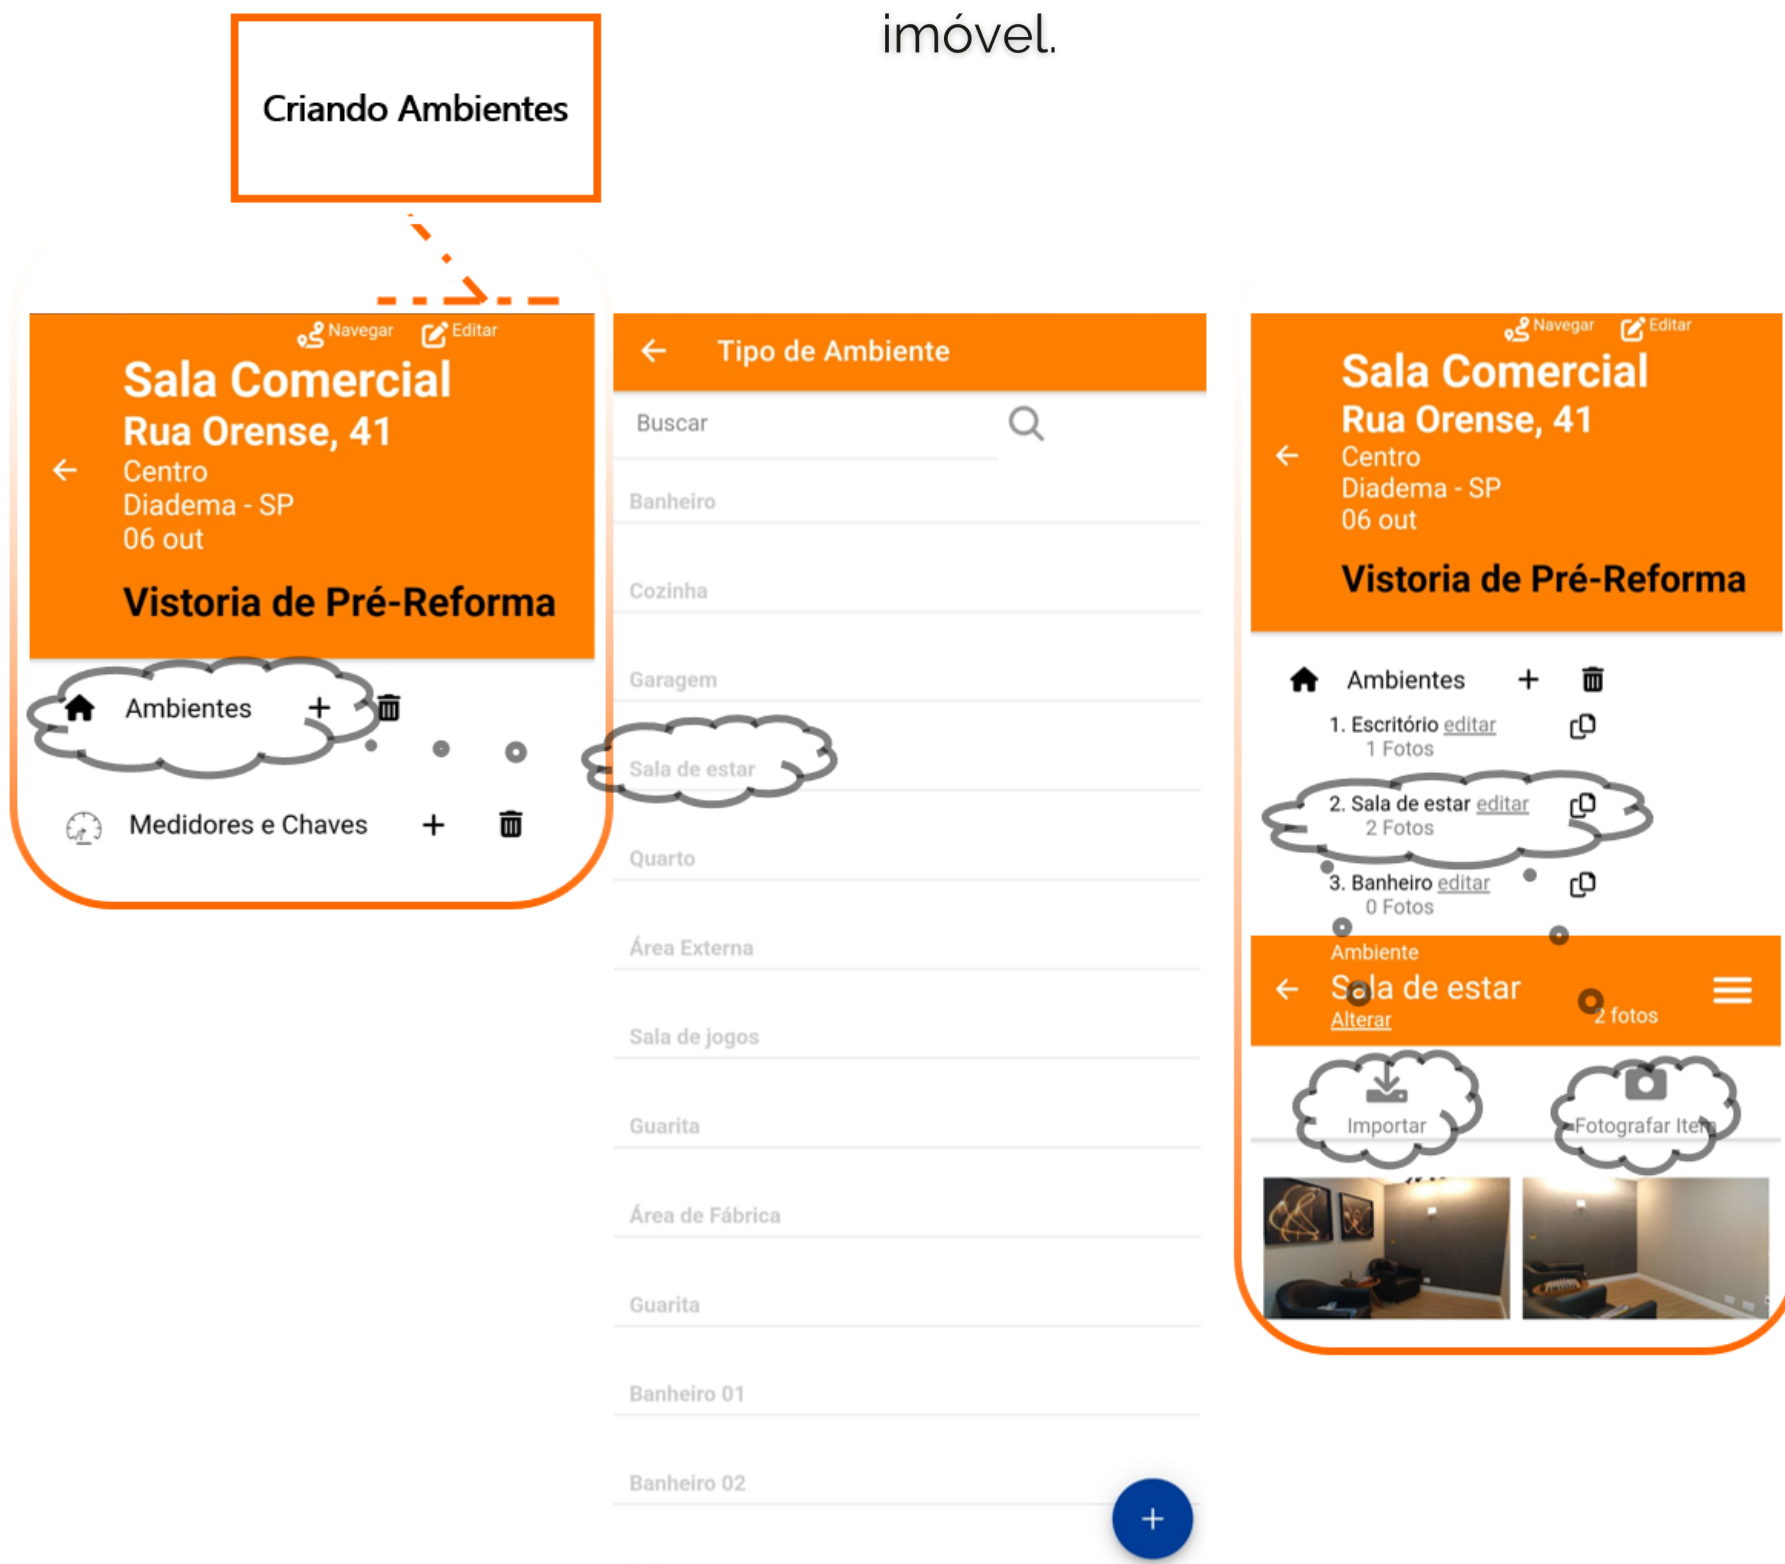 imóvel.
Criando Ambientes
Navegar Editar
Sala Comercial
Rua Orense, 41
Centro
Diadema - SP
06 out
Vistoria de Pré-Reforma
Ambientes
Medidores e Chaves
Tipo de Ambiente
Buscar
Banheiro
Cozinha
Garagem
Sala de estar
Quarto
Área Externa
Sala de jogos
Guarita
Área de Fábrica
Guarita
Banheiro 01
Banheiro 02
Navegar Editar
Sala Comercial
Rua Orense, 41
Centro
Diadema - SP
06 out
Vistoria de Pré-Reforma
Ambientes
1. Escritório editar
1 Fotos
2. Sala de estar editar
2 Fotos
3. Banheiro editar
0 Fotos
Ambiente
Sala de estar
Alterar 2 fotos
Importar Fotografar Item